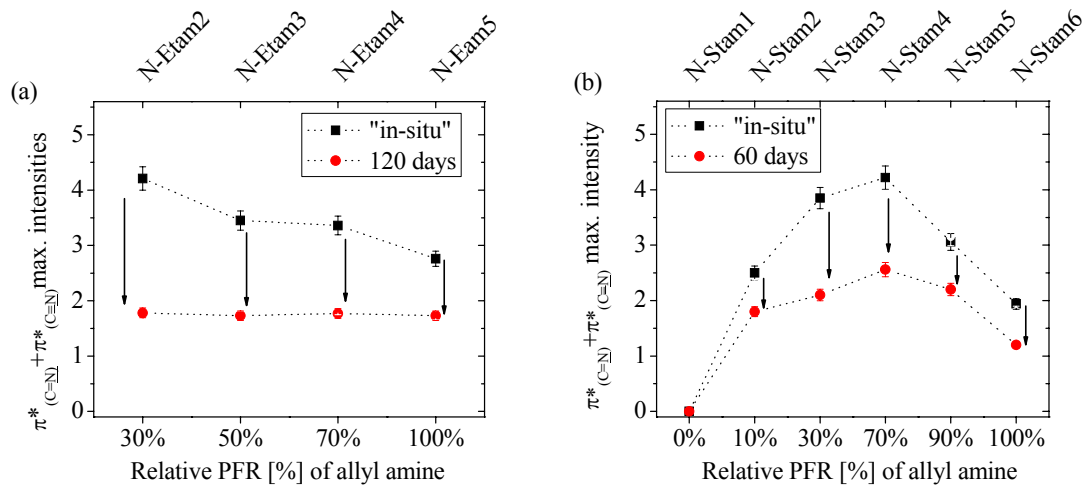 (a)
N-Etam2
N-Etam3
N-Etam4
N-Eam5
"in-situ"
120 days
5
4
3
2
1
0
π*(C=N)+π*(C≡N) max. intensities
30%
50%
70%
100%
Relative PFR [%] of allyl amine
(b)
N-Stam1
N-Stam2
N-Stam3
N-Stam4
N-Stam5
N-Stam6
"in-situ"
60 days
5
4
3
2
1
0
π*(C=N)+π*(C≡N) max. intensity
0%
10%
30%
70%
90%
100%
Relative PFR [%] of allyl amine